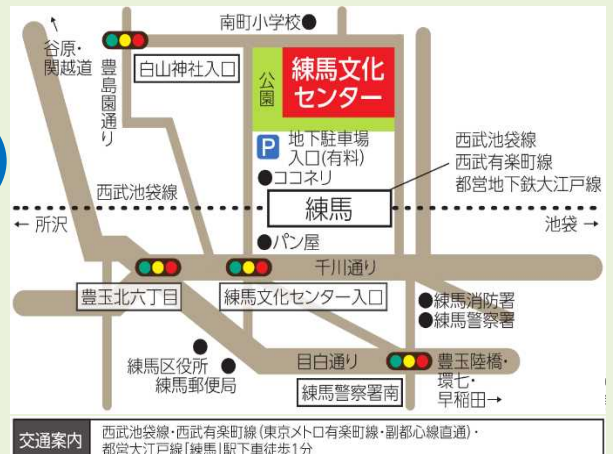 南町小学校●
谷原・
関越道
豊島園通り
白山神社入口
公園
練馬文化
センター
P
地下駐車場
入口(有料)
●ココネリ
西武池袋線
西武有楽町線
都営地下鉄大江戸線
西武池袋線
練馬
← 所沢
池袋 →
●パン屋
千川通り
豊玉北六丁目
練馬文化センター入口
●練馬消防署
●練馬警察署
練馬区役所
練馬郵便局
目白通り
練馬警察署南
豊玉陸橋・
環七・
早稲田→
交通案内
西武池袋線・西武有楽町線(東京メトロ有楽町線・副都心線直通)・
都営大江戸線「練馬」駅下車徒歩1分